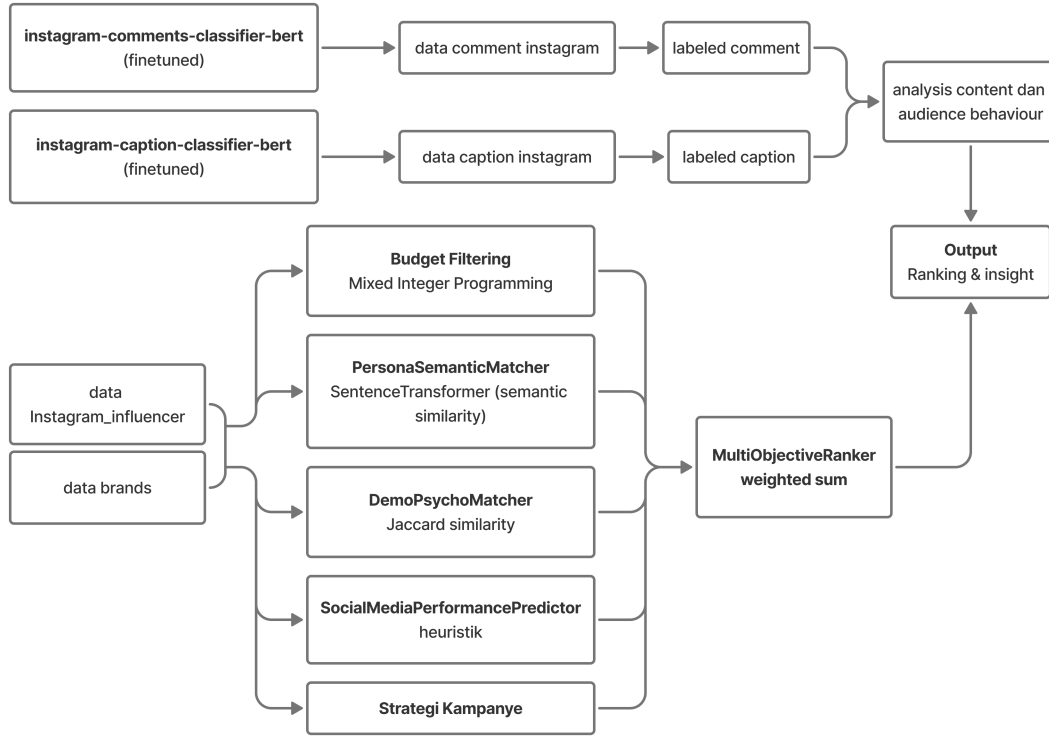 instagram-comments-classifier-bert
(finetuned)
data comment instagram
labeled comment
analysis content dan
audience behaviour
instagram-caption-classifier-bert
(finetuned)
data caption instagram
labeled caption
Output
Ranking & insight
Budget Filtering
Mixed Integer Programming
PersonaSemanticMatcher
SentenceTransformer (semantic
similarity)
data
Instagram_influencer
data brands
DemoPsychoMatcher
Jaccard similarity
MultiObjectiveRanker
weighted sum
SocialMediaPerformancePredictor
heuristik
Strategi Kampanye